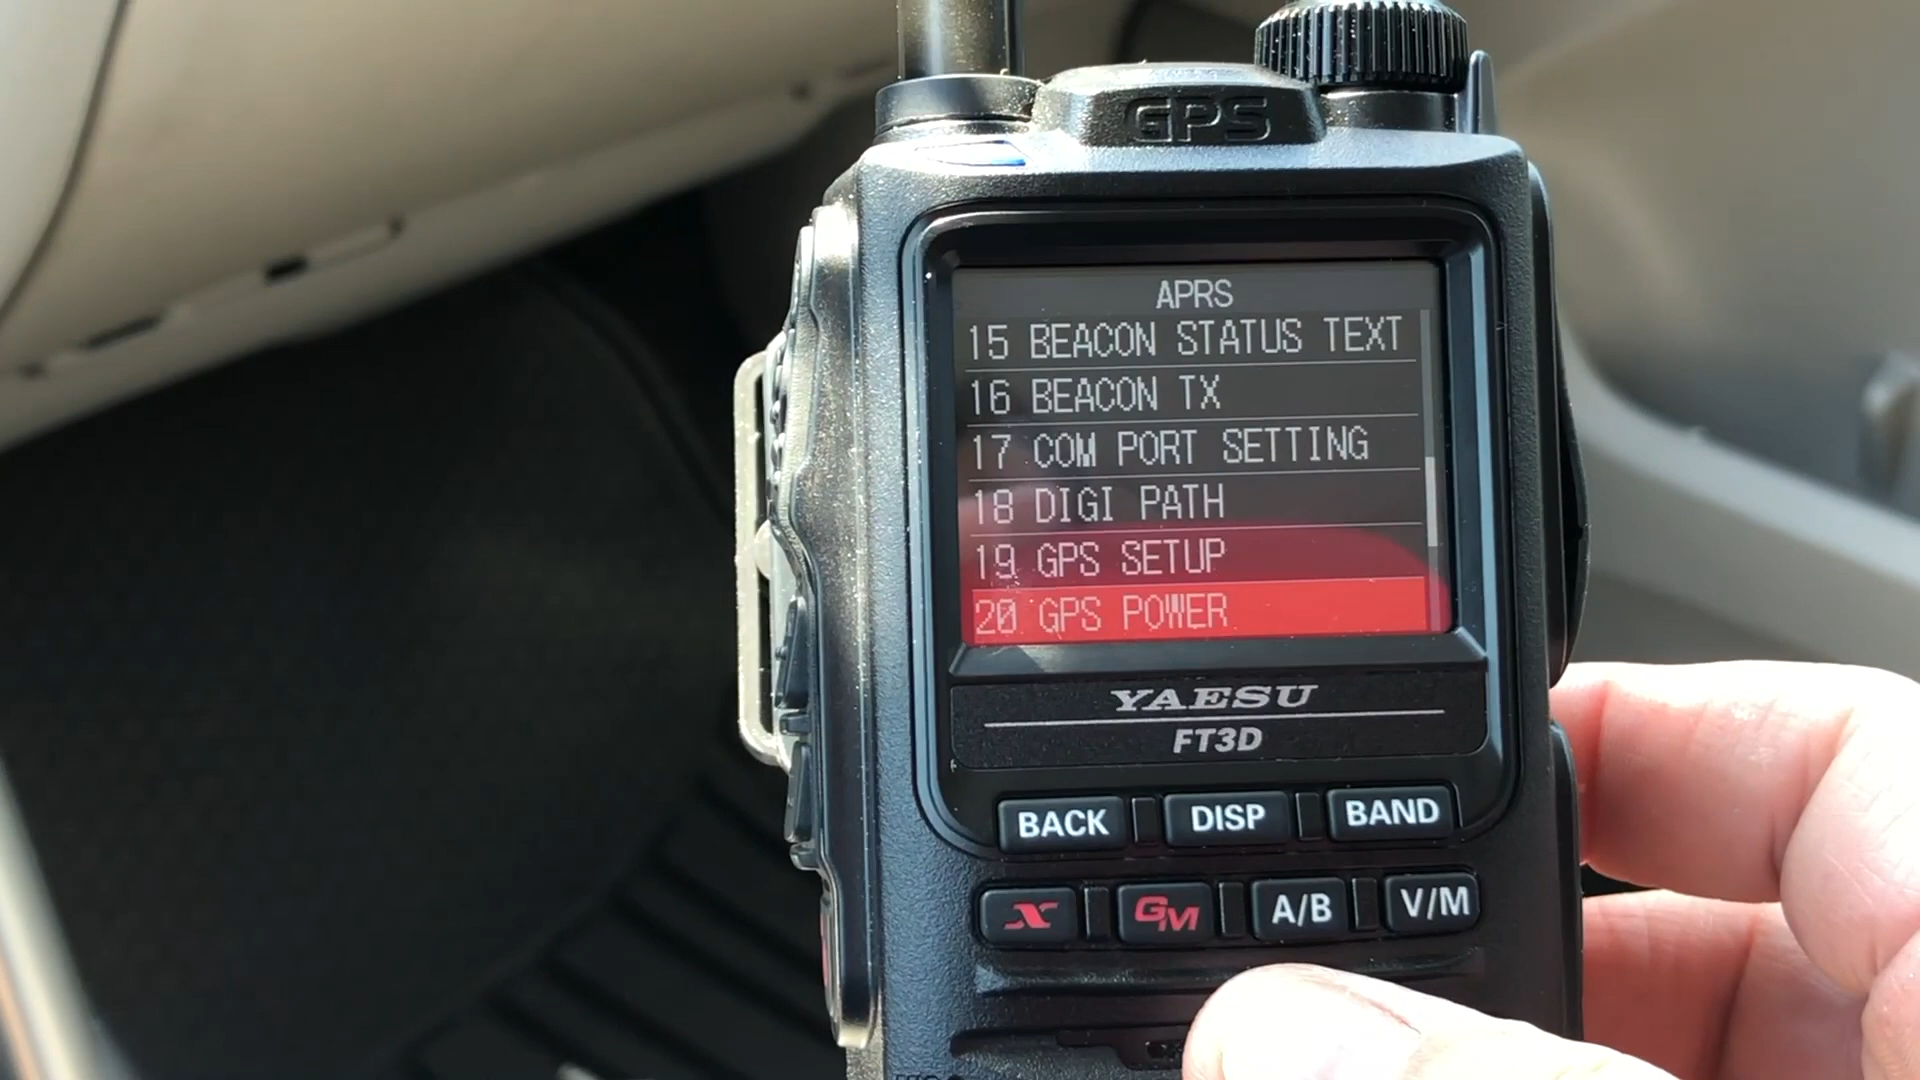 GPS
APRS
15 BEACON STATUS TEXT
16 BEACON TX
17 COM PORT SETTING
18 DIGI PATH
19 GPS SETUP
20 GPS POWER
YAESU
FT3D
BACK DISP BAND
X GM A/B V/M